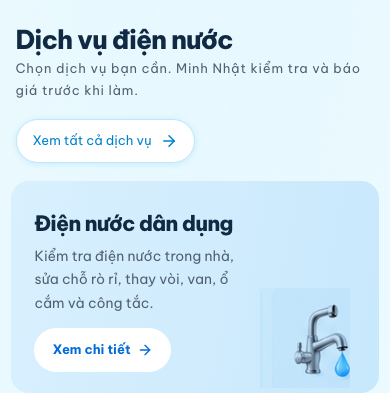 Dịch vụ điện nước
Chọn dịch vụ bạn cần. Minh Nhật kiểm tra và báo
giá trước khi làm.
Xem tất cả dịch vụ →
Điện nước dân dụng
Kiểm tra điện nước trong nhà,
sửa chỗ rò rỉ, thay vòi, van, ổ
cắm và công tắc.
Xem chi tiết →